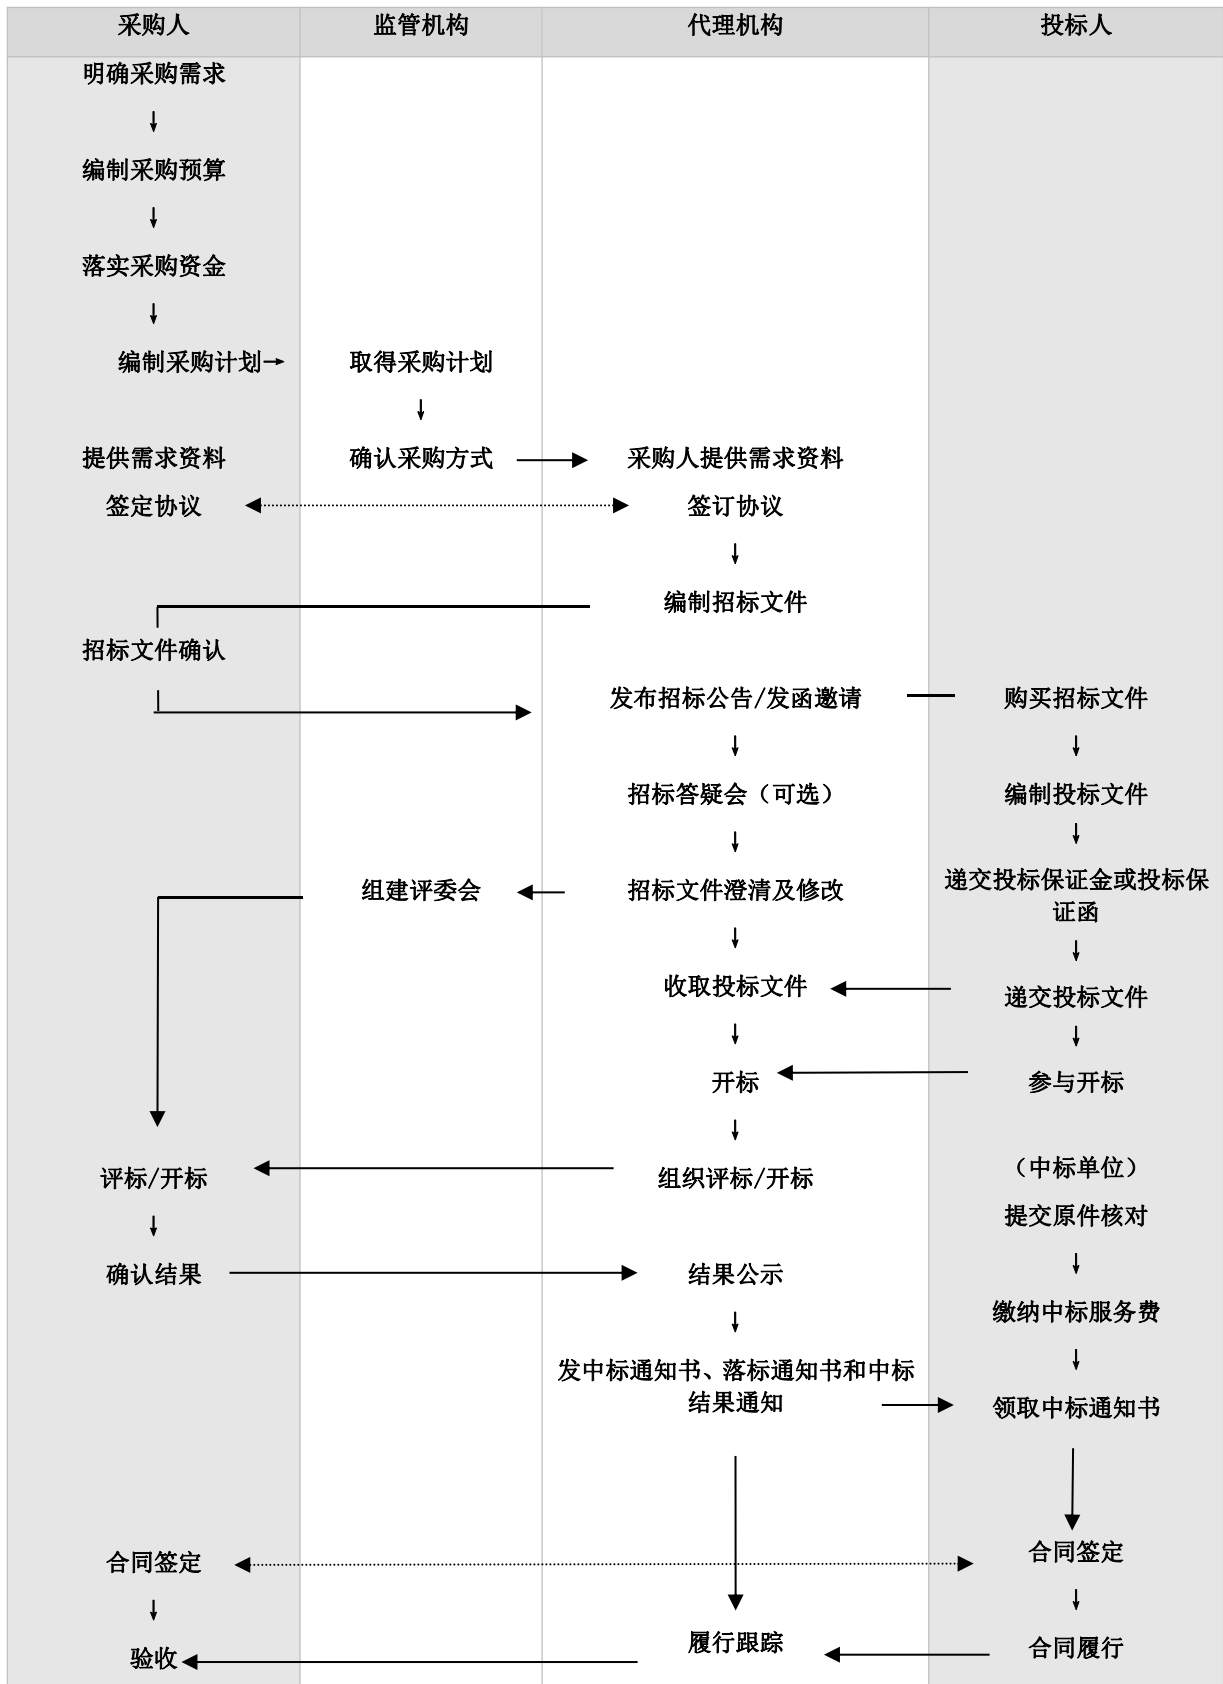 采购人 监管机构 代理机构 投标人
明确采购需求
↓
编制采购预算
↓
落实采购资金
↓
编制采购计划→ 取得采购计划
↓
提供需求资料 确认采购方式 采购人提供需求资料
签定协议 签订协议
↓
编制招标文件
招标文件确认
发布招标公告/发函邀请 购买招标文件
↓ ↓
招标答疑会（可选） 编制投标文件
↓ ↓
组建评委会 招标文件澄清及修改 递交投标保证金或投标保
证函
↓ ↓
收取投标文件 递交投标文件
↓ ↓
开标 参与开标
↓
评标/开标 组织评标/开标 （中标单位）
↓ 提交原件核对
确认结果 结果公示 ↓
↓ 缴纳中标服务费
↓
发中标通知书、落标通知书和中标
结果通知 领取中标通知书
合同签定 合同签定
↓ ↓
验收 履行跟踪 合同履行